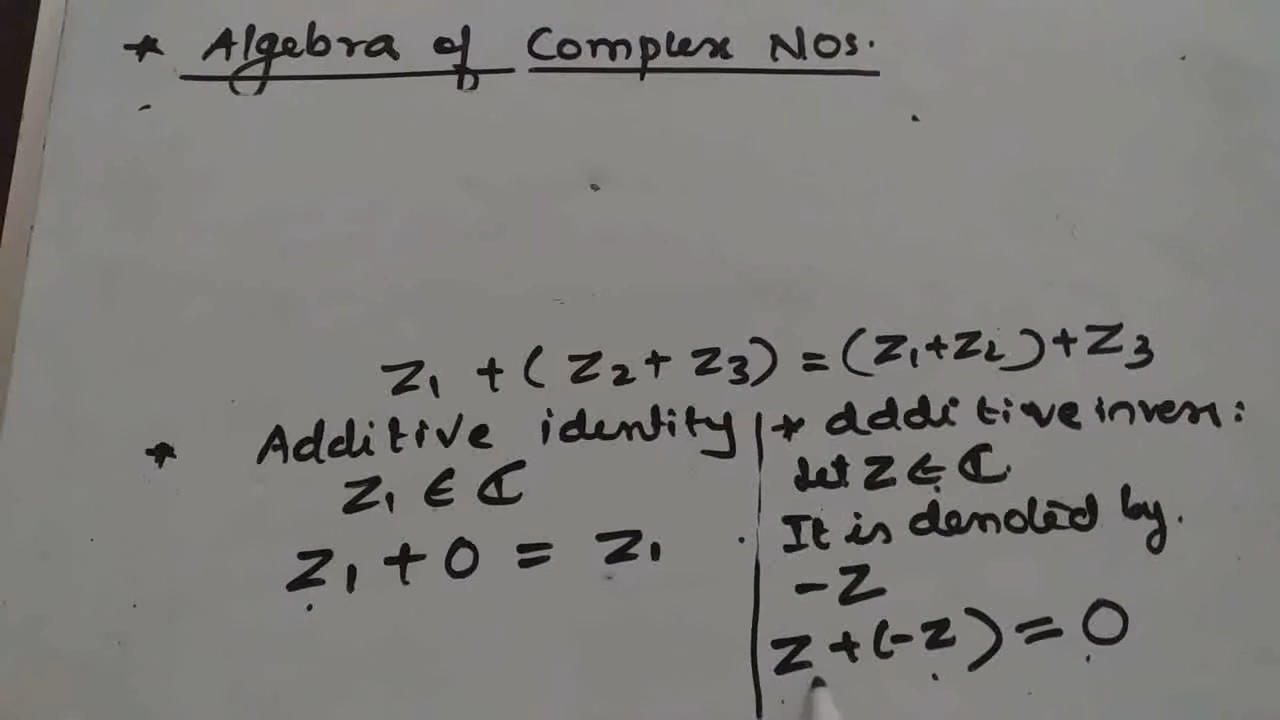 * Algebra of Complex Nos.
z₁ + (z₂ + z₃) = (z₁+z₂)+z₃
* Additive identity
z₁ ∈ ℂ
z₁ + 0 = z₁
* additive invers:
Let z ∈ ℂ.
It is denoted by.
-z
z+(-z) = 0